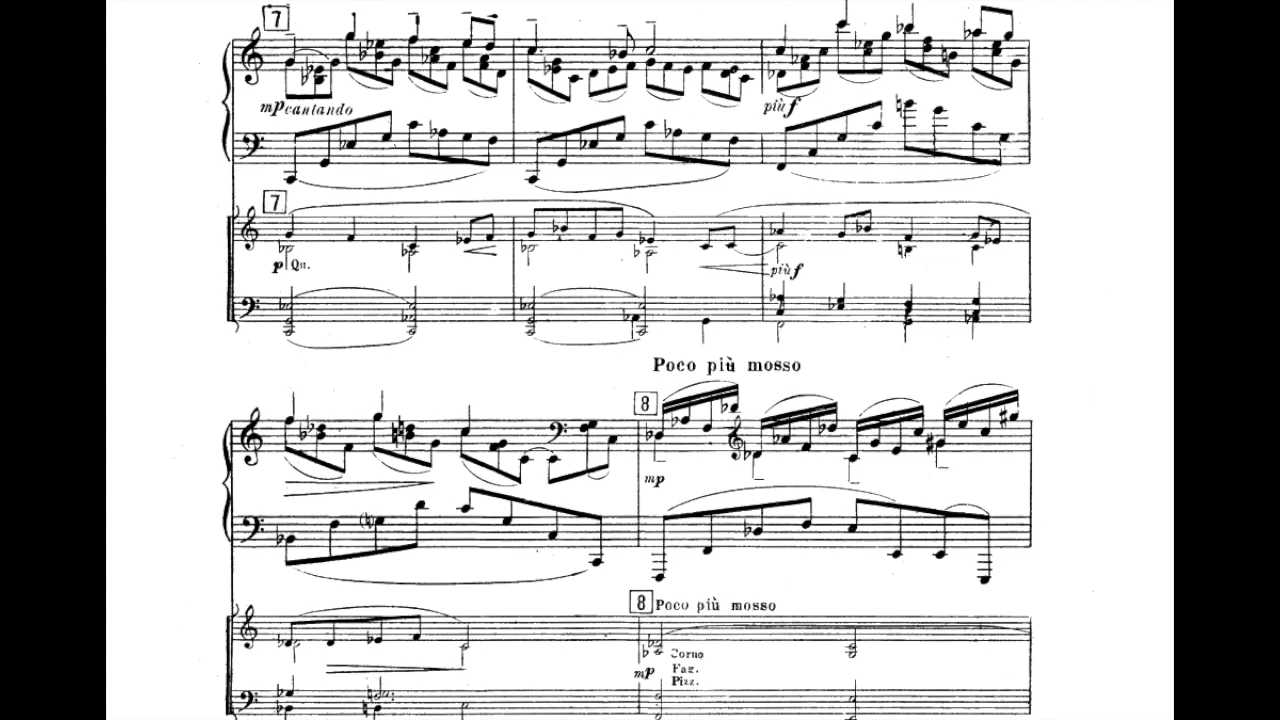 7
mp cantando
più f
7
p Qu.
più f
Poco più mosso
8
mp
8 Poco più mosso
Corno
mp Fag.
Pizz.